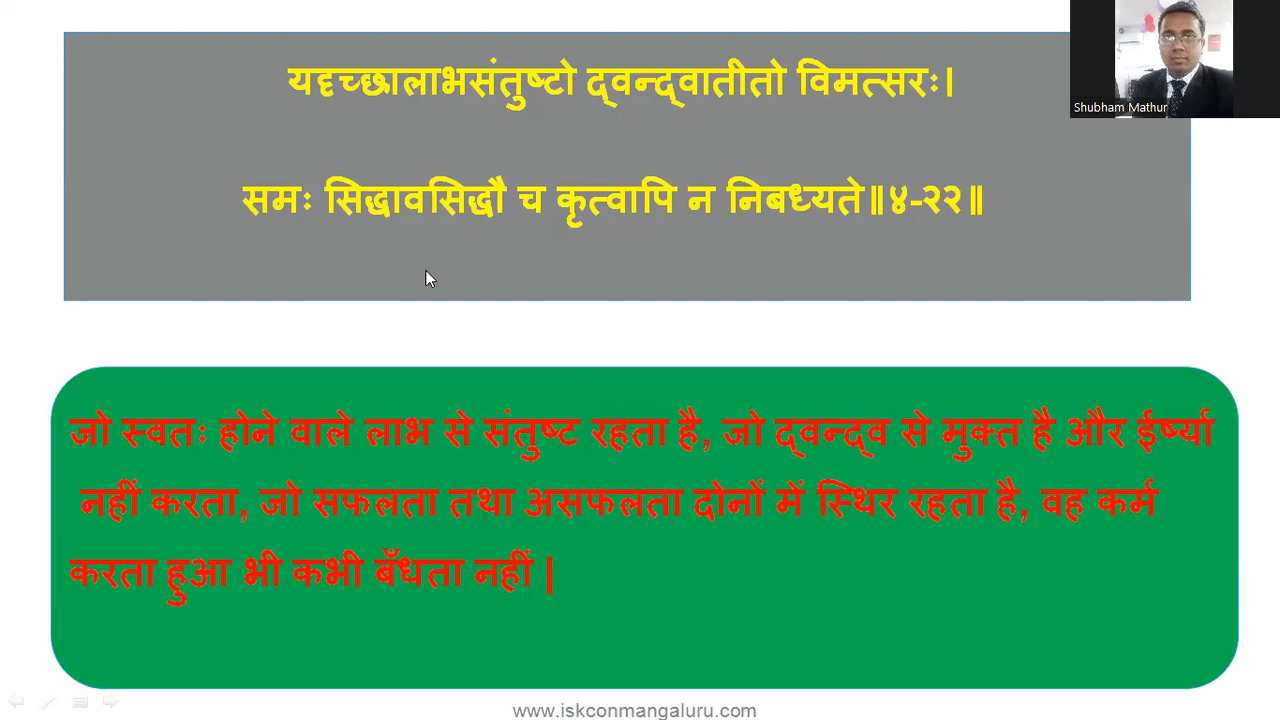 यदृच्छालाभसंतुष्टो द्वन्द्वातीतो विमत्सरः।
Shubham Mathur
समः सिद्धावसिद्धौ च कृत्वापि न निबध्यते॥४-२२॥
जो स्वतः होने वाले लाभ से संतुष्ट रहता है, जो द्वन्द्व से मुक्त है और ईर्ष्या
नहीं करता, जो सफलता तथा असफलता दोनों में स्थिर रहता है, वह कर्म
करता हुआ भी कभी बँधता नहीं |
www.iskconmangaluru.com